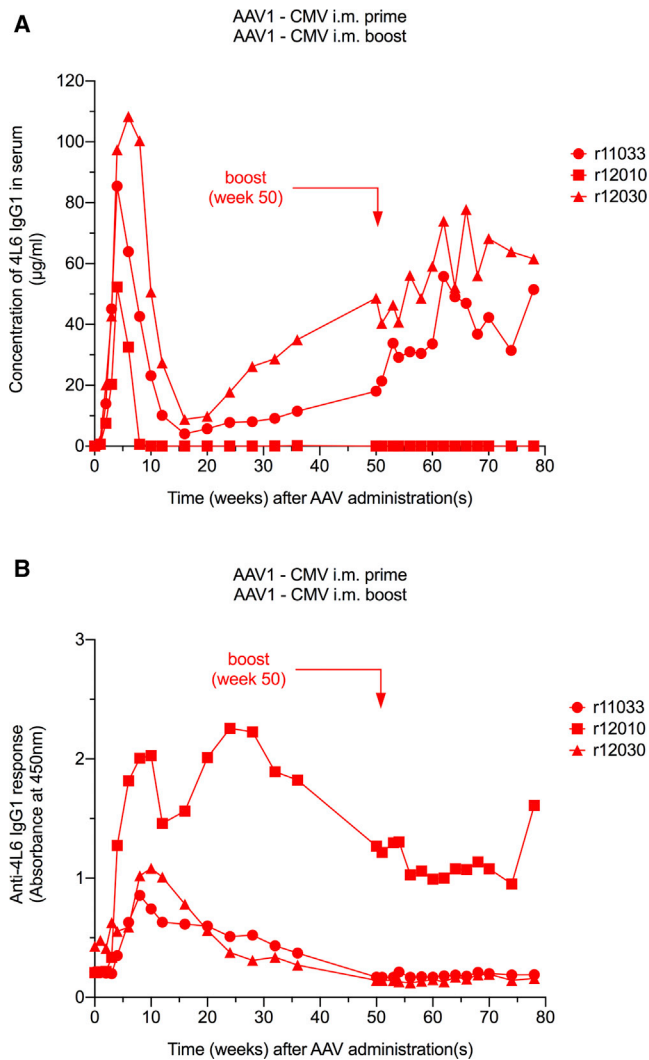 A
AAV1 - CMV i.m. prime
AAV1 - CMV i.m. boost
120
100
80
60
40
20
0
Concentration of 4L6 IgG1 in serum
(µg/ml)
boost
(week 50)
r11033
r12010
r12030
0 10 20 30 40 50 60 70 80
Time (weeks) after AAV administration(s)
B
AAV1 - CMV i.m. prime
AAV1 - CMV i.m. boost
3
2
1
0
Anti-4L6 IgG1 response
(Absorbance at 450nm)
boost
(week 50)
r11033
r12010
r12030
0 10 20 30 40 50 60 70 80
Time (weeks) after AAV administration(s)